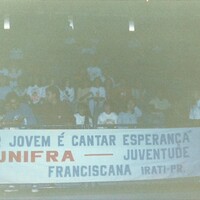 JOVEM É CANTAR ESPERANÇA
UNIFRA — JUVENTUDE
FRANCISCANA IRATI-PR.